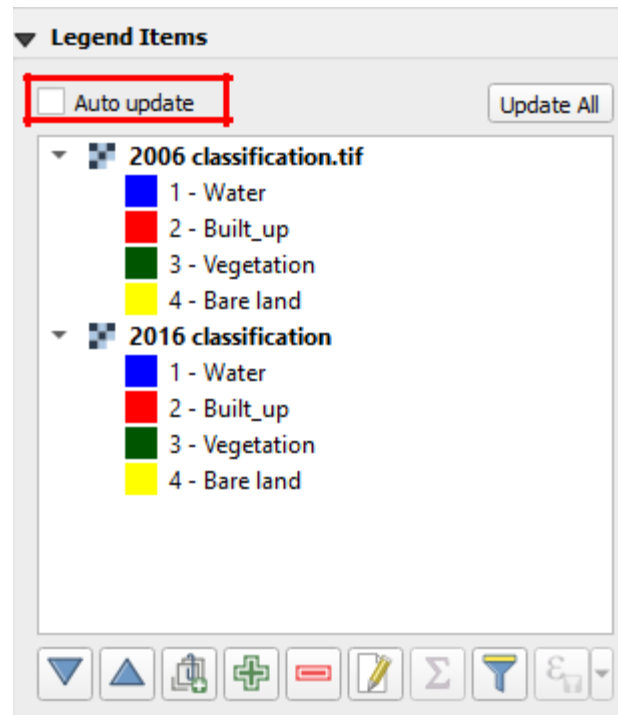 Legend Items
Auto update
Update All
2006 classification.tif
1 - Water
2 - Built_up
3 - Vegetation
4 - Bare land
2016 classification
1 - Water
2 - Built_up
3 - Vegetation
4 - Bare land
Σ
ε